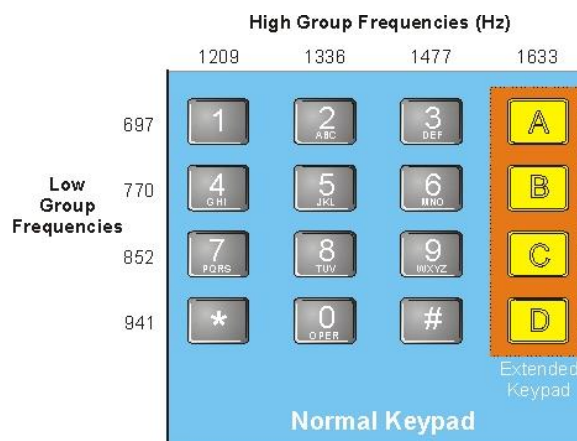 High Group Frequencies (Hz)
1209 1336 1477 1633
697 1 2 3 A
ABC DEF
Low
Group
Frequencies
770 4 5 6 B
GHI JKL MNO
852 7 8 9 C
PQRS TUV WXYZ
941 * 0 # D
OPER
Extended
Keypad
Normal Keypad